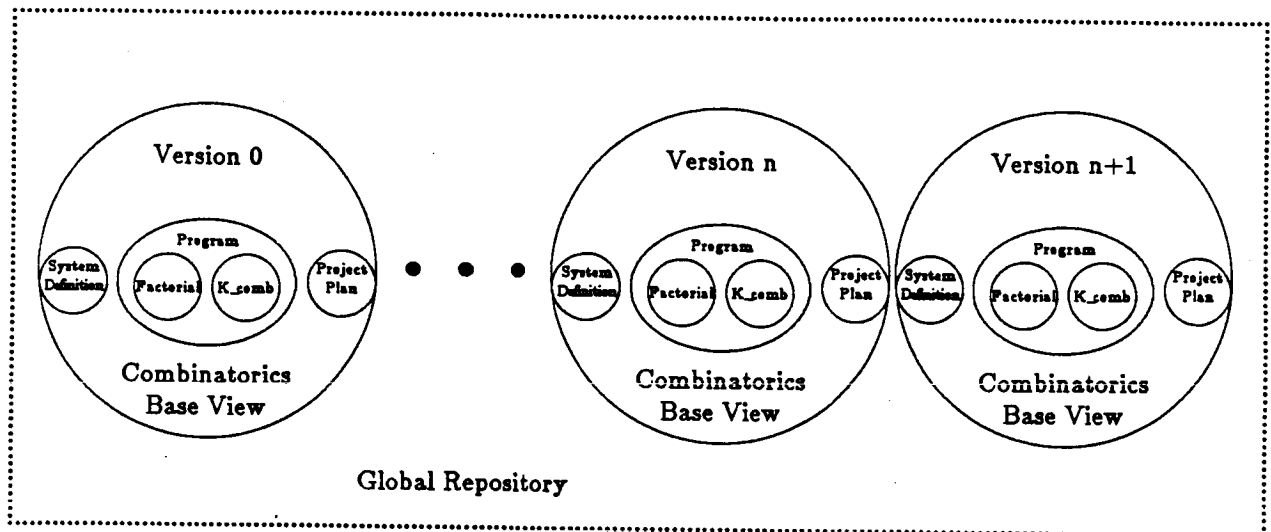 Version 0
Program
System
Definition
Factorial
K_comb
Project
Plan
Combinatorics
Base View
Version n
Program
System
Definition
Factorial
K_comb
Project
Plan
Combinatorics
Base View
Version n+1
Program
System
Definition
Factorial
K_comb
Project
Plan
Combinatorics
Base View
Global Repository